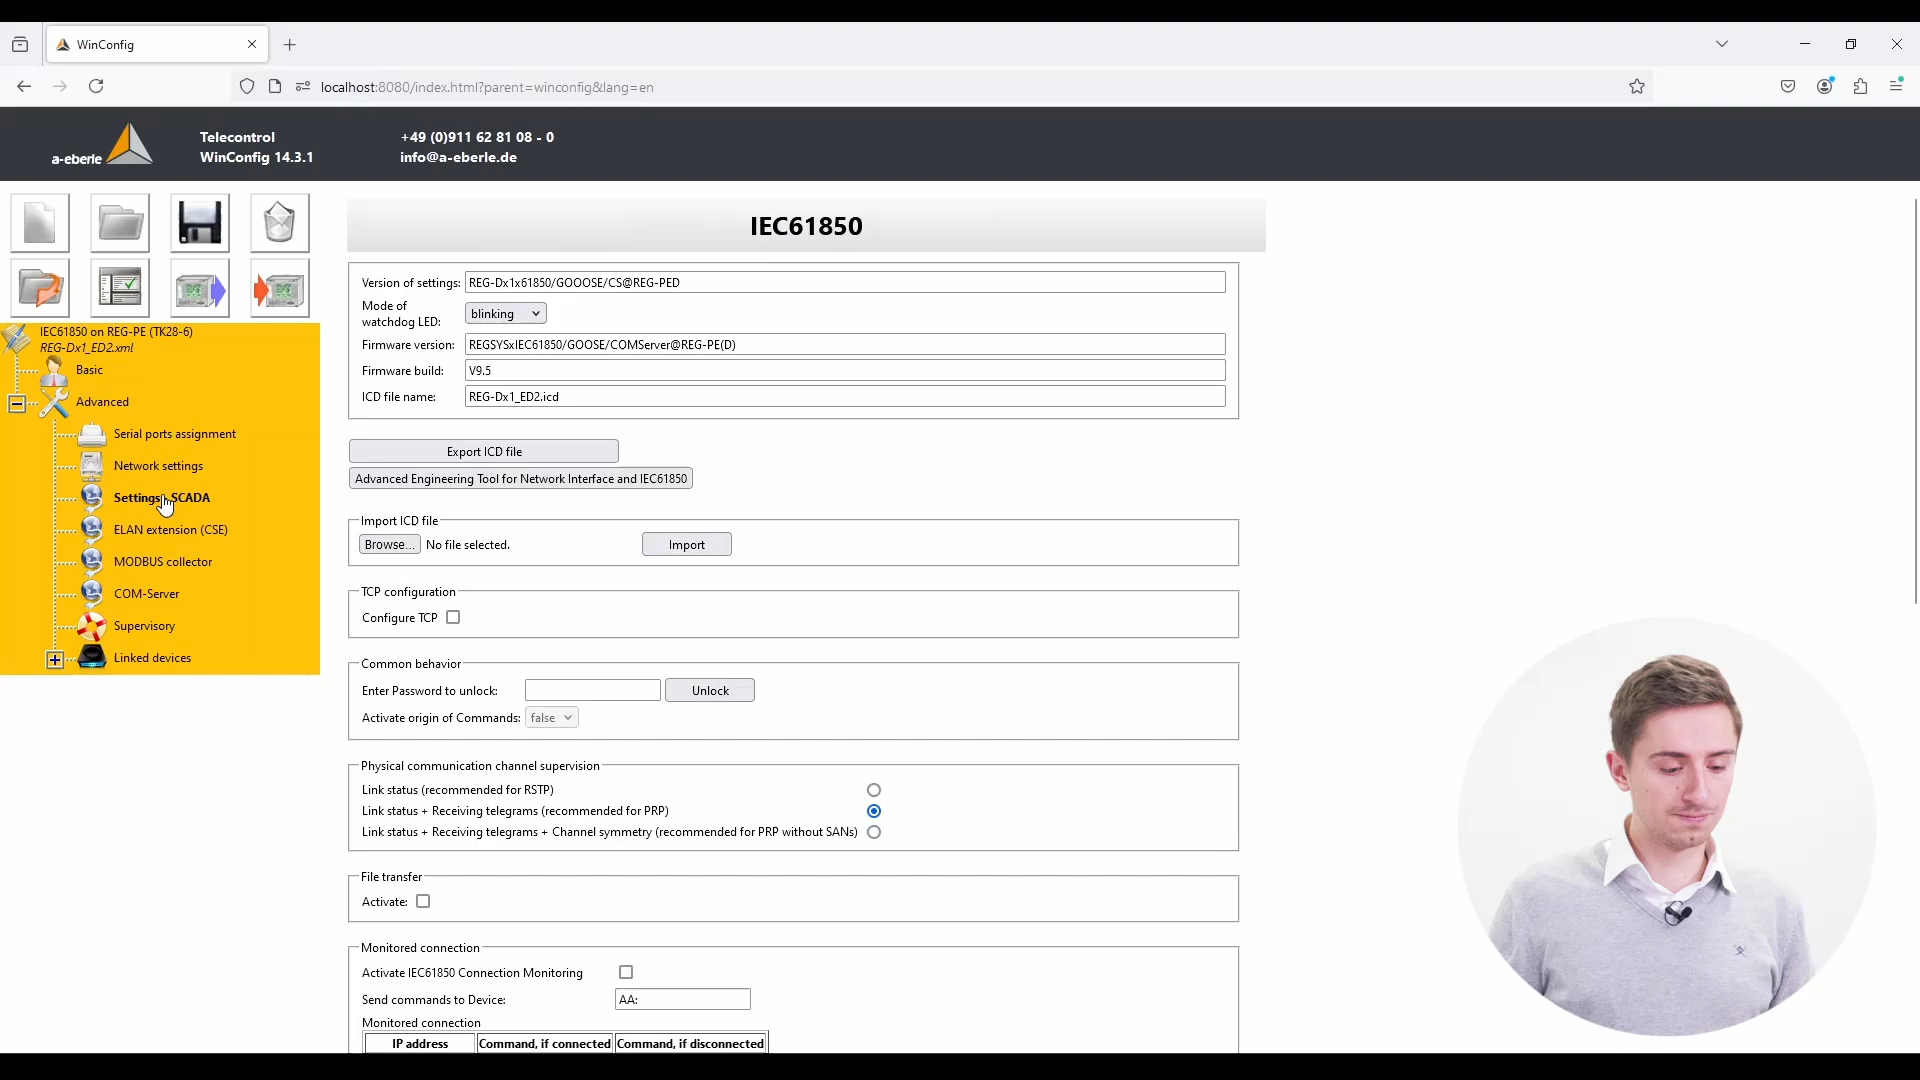 WinConfig
localhost:8080/index.html?parent=winconfig&lang=en
a-eberle
Telecontrol
WinConfig 14.3.1
+49 (0)911 62 81 08 - 0
info@a-eberle.de
IEC61850 on REG-PE (TK28-6)
REG-Dx1_ED2.xml
Basic
Advanced
Serial ports assignment
Network settings
Settings SCADA
ELAN extension (CSE)
MODBUS collector
COM-Server
Supervisory
Linked devices
IEC61850
Version of settings: REG-Dx1x61850/GOOOSE/CS@REG-PED
Mode of
watchdog LED: blinking
Firmware version: REGSYSxIEC61850/GOOSE/COMServer@REG-PE(D)
Firmware build: V9.5
ICD file name: REG-Dx1_ED2.icd
Export ICD file
Advanced Engineering Tool for Network Interface and IEC61850
Import ICD file
Browse... No file selected. Import
TCP configuration
Configure TCP
Common behavior
Enter Password to unlock: Unlock
Activate origin of Commands: false
Physical communication channel supervision
Link status (recommended for RSTP)
Link status + Receiving telegrams (recommended for PRP)
Link status + Receiving telegrams + Channel symmetry (recommended for PRP without SANs)
File transfer
Activate:
Monitored connection
Activate IEC61850 Connection Monitoring
Send commands to Device: AA:
Monitored connection
IP address Command, if connected Command, if disconnected